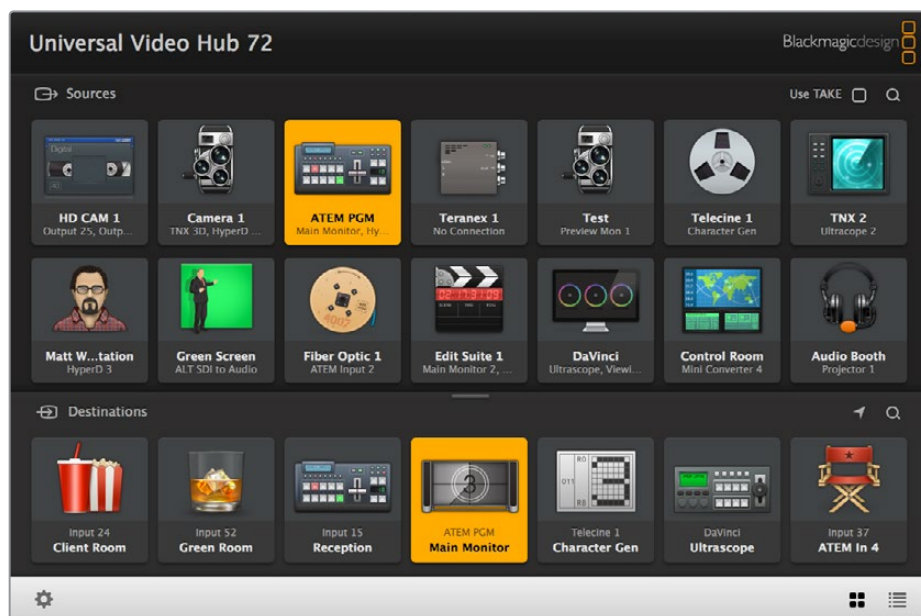 Universal Video Hub 72
Blackmagicdesign
Sources
Use TAKE
HD CAM 1
Output 25, Outp...
Camera 1
TNX 3D, HyperD ...
ATEM PGM
Main Monitor, Hy...
Teranex 1
No Connection
Test
Preview Mon 1
Telecine 1
Character Gen
TNX 2
Ultracope 2
Matt W...tation
HyperD 3
Green Screen
ALT SDI to Audio
Fiber Optic 1
ATEM Input 2
Edit Suite 1
Main Monitor 2, ...
DaVinci
Ultrascope, Viewi...
Control Room
Mini Converter 4
Audio Booth
Projector 1
Destinations
Input 24
Client Room
Input 52
Green Room
Input 15
Reception
3
ATEM PGM
Main Monitor
Telecine 1
Character Gen
DaVinci
Ultrascope
Input 37
ATEM In 4